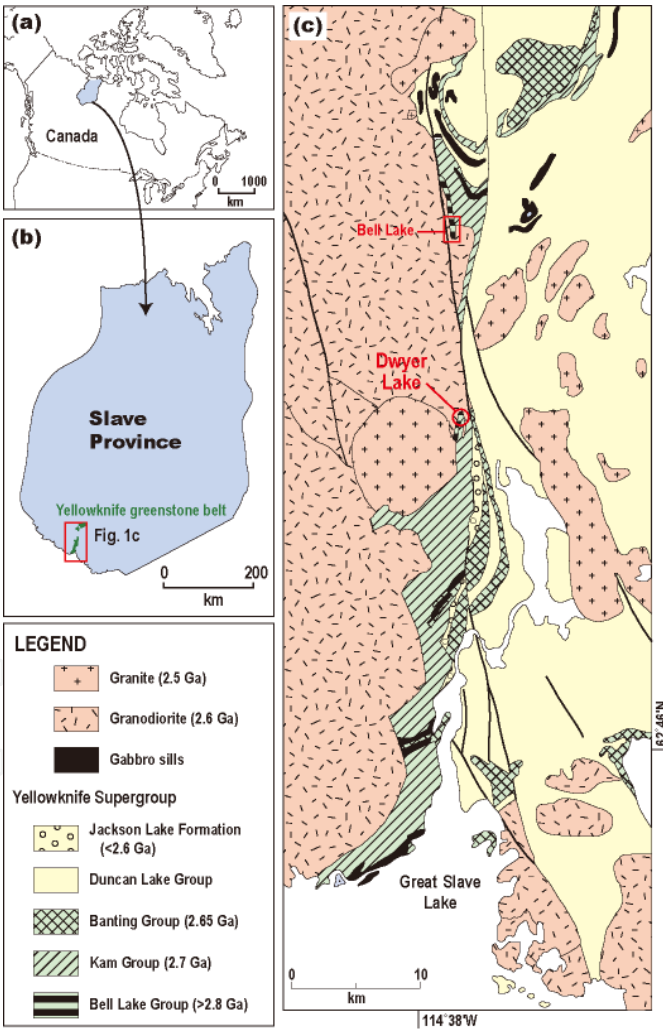 (a)
Canada
0 1000
km
(b)
Slave
Province
Yellowknife greenstone belt
Fig. 1c
0 200
km
LEGEND
Granite (2.5 Ga)
Granodiorite (2.6 Ga)
Gabbro sills
Yellowknife Supergroup
Jackson Lake Formation
(<2.6 Ga)
Duncan Lake Group
Banting Group (2.65 Ga)
Kam Group (2.7 Ga)
Bell Lake Group (>2.8 Ga)
(c)
Bell Lake
Dwyer
Lake
62°46'N
Great Slave
Lake
0 10
km
114°38'W